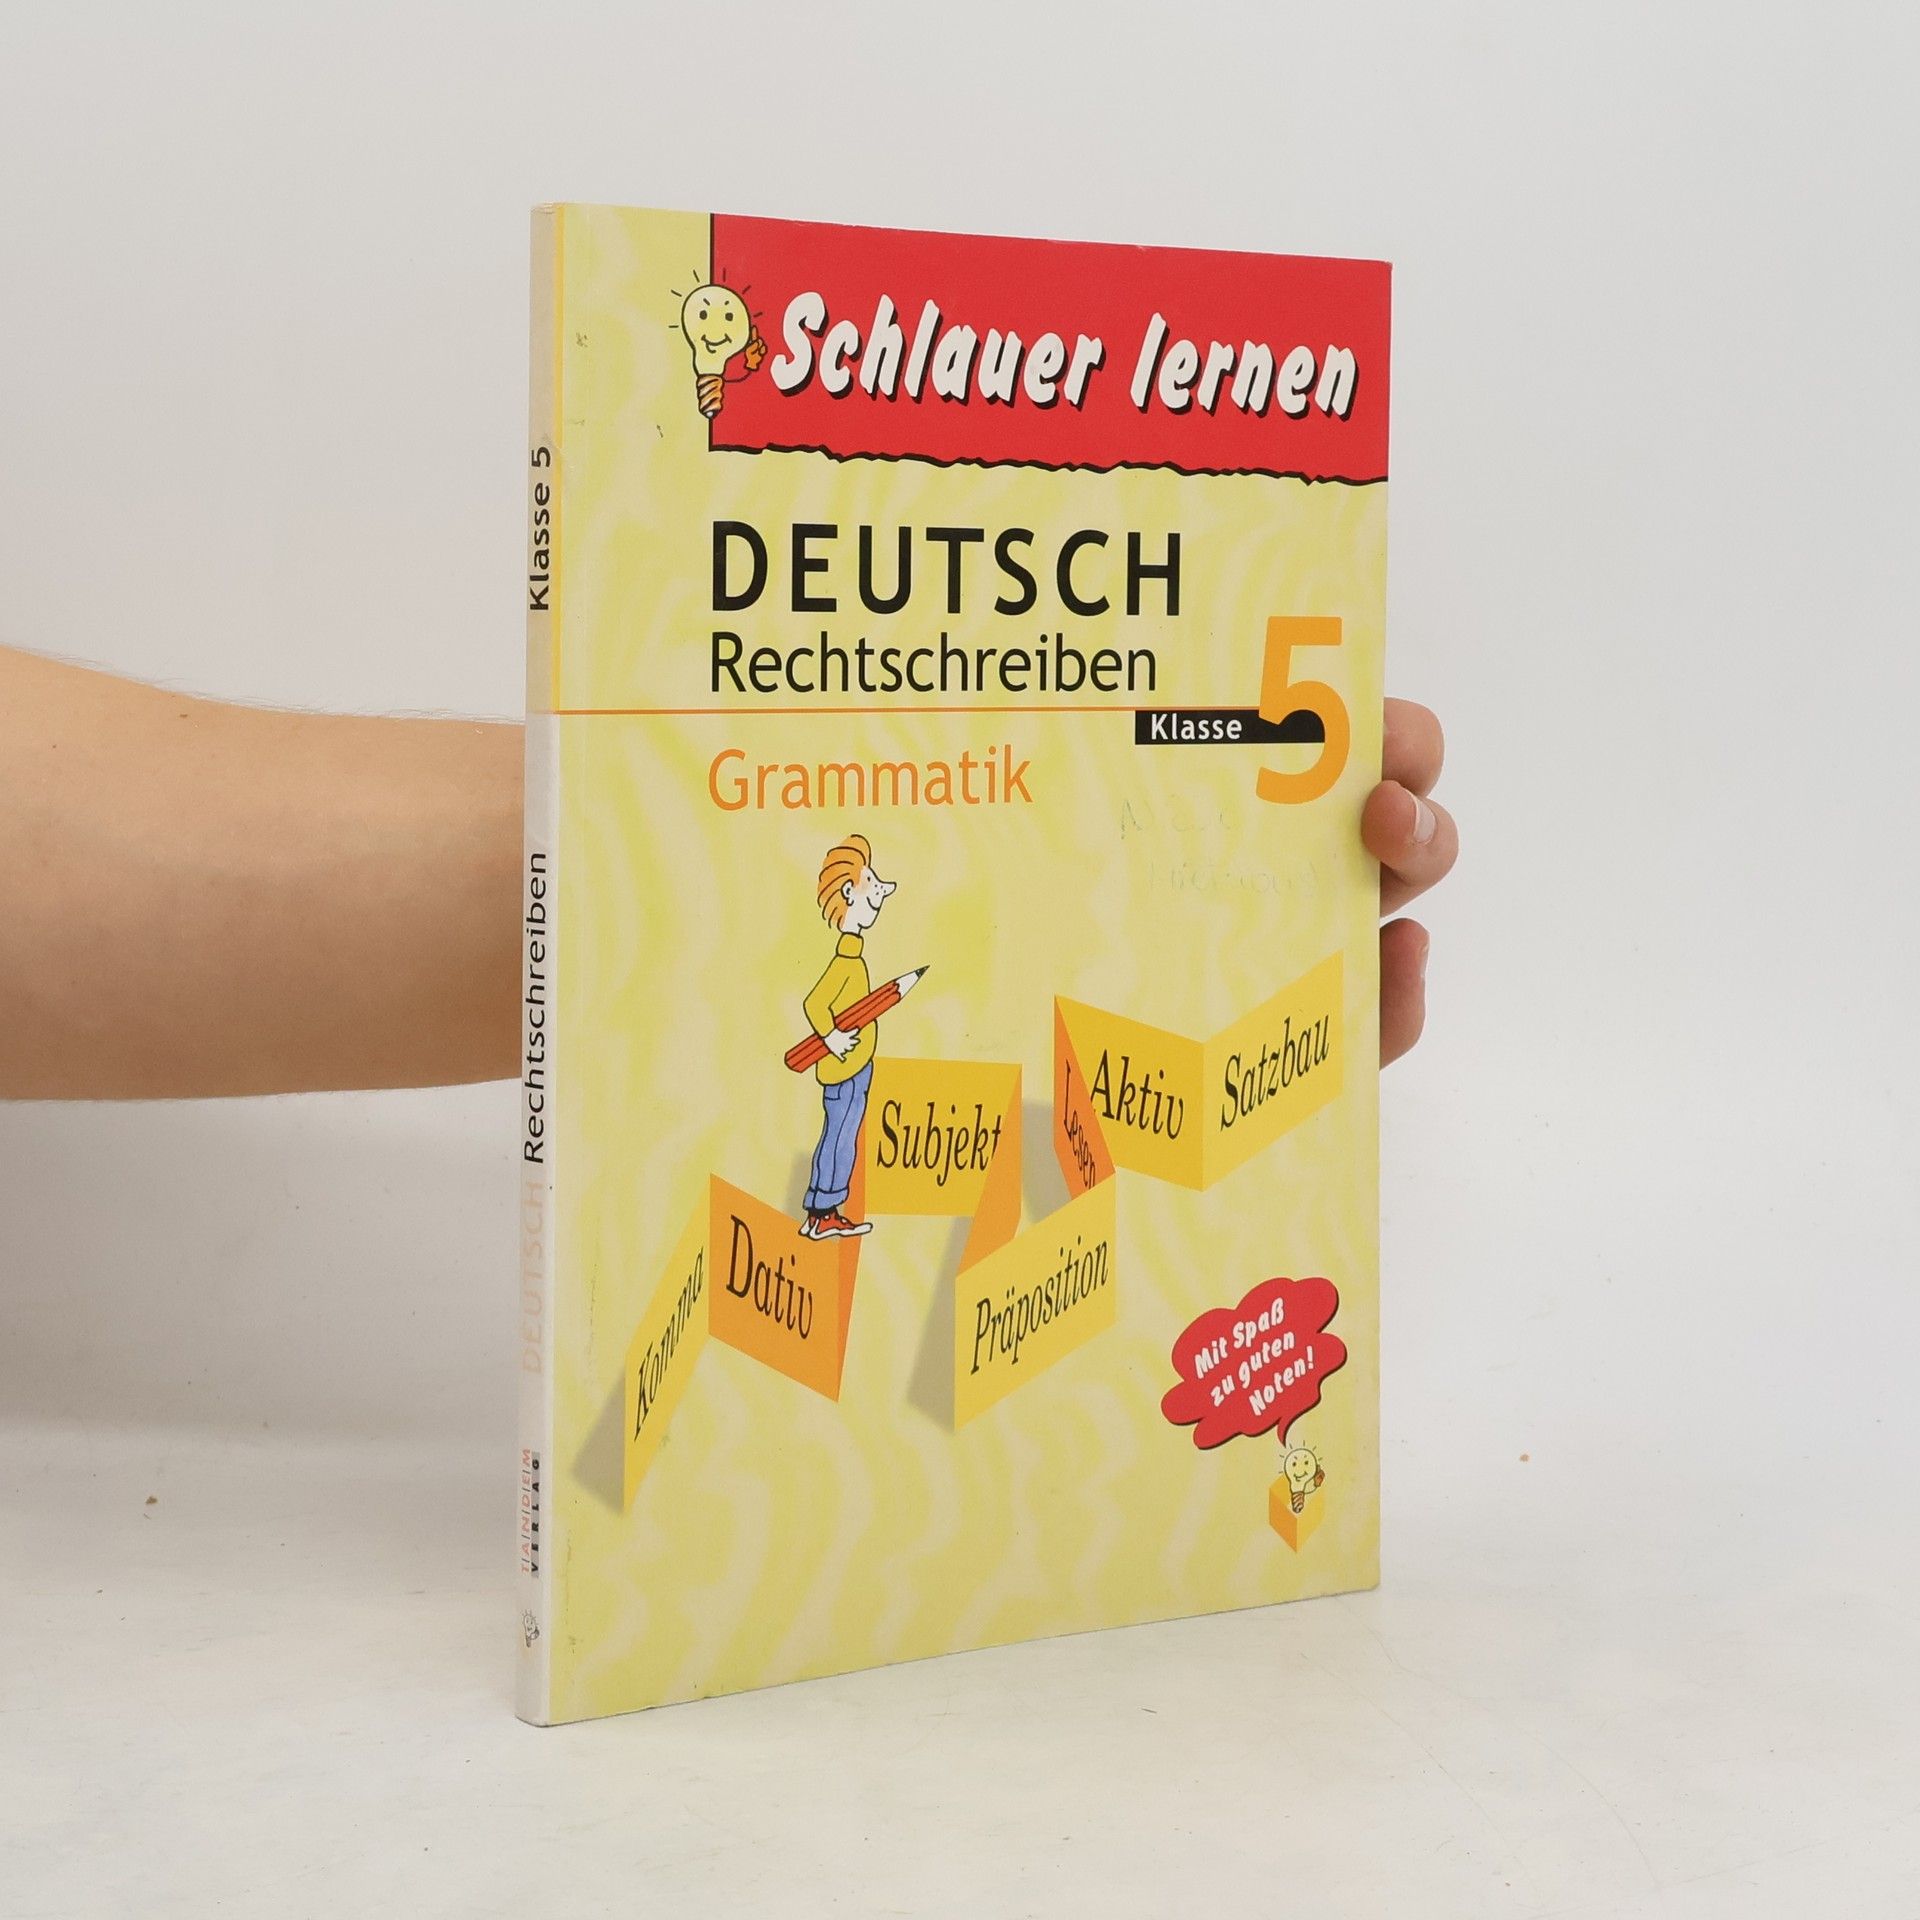 Schlauer lernen
DEUTSCH
Rechtschreiben
Klasse 5
Grammatik
Subjekt
Lesen
Aktiv
Satzbau
Komma
Dativ
Präposition
Mit Spaß
zu guten
Noten!
Klasse 5
DEUTSCH Rechtschreiben
TANDEM
VERLAG